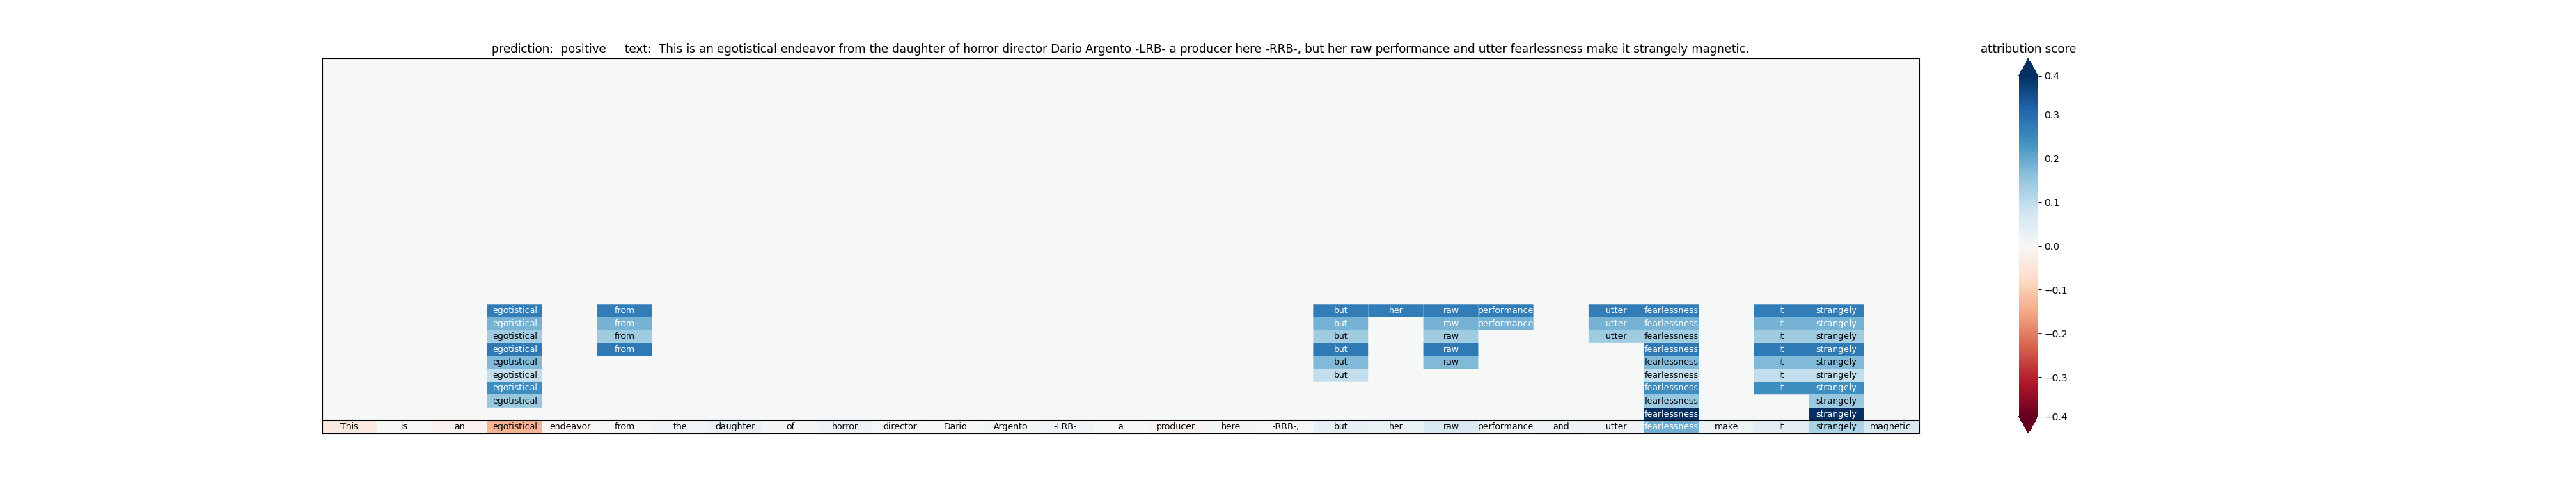 prediction: positive text: This is an egotistical endeavor from the daughter of horror director Dario Argento -LRB- a producer here -RRB-, but her raw performance and utter fearlessness make it strangely magnetic.
attribution score
egotistical from but her raw performance utter fearlessness it strangely
egotistical from but raw performance utter fearlessness it strangely
egotistical from but raw utter fearlessness it strangely
egotistical from but raw fearlessness it strangely
egotistical but raw fearlessness it strangely
egotistical but fearlessness it strangely
egotistical fearlessness it strangely
egotistical fearlessness strangely
fearlessness strangely
This is an egotistical endeavor from the daughter of horror director Dario Argento -LRB- a producer here -RRB-, but her raw performance and utter fearlessness make it strangely magnetic.
0.4
0.3
0.2
0.1
0.0
−0.1
−0.2
−0.3
−0.4